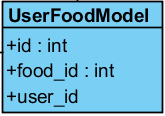 UserFoodModel
+id : int
+food_id : int
+user_id